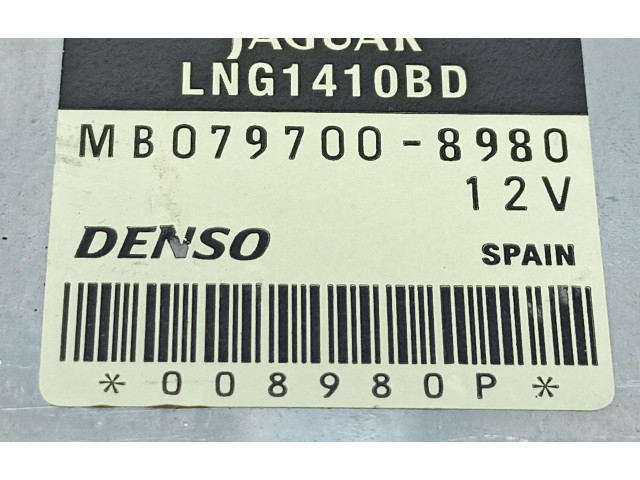 JAGUAR
LNG1410BD
MB079700-8980
12V
DENSO SPAIN
*008980P*